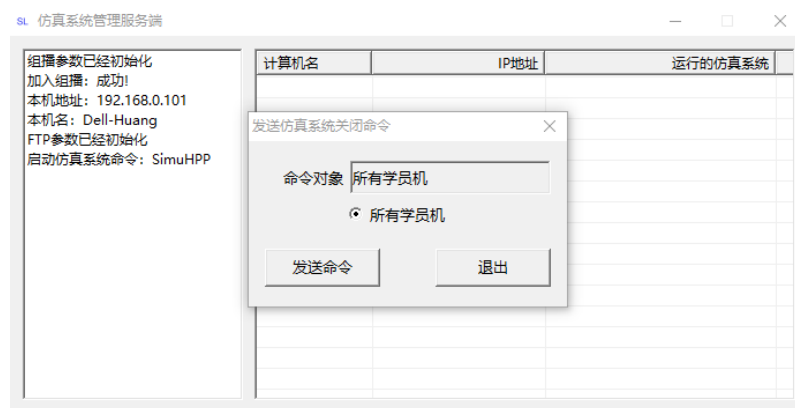 SL 仿真系统管理服务端
组播参数已经初始化
加入组播：成功!
本机地址：192.168.0.101
本机名：Dell-Huang
FTP参数已经初始化
启动仿真系统命令：SimuHPP
计算机名 IP地址 运行的仿真系统
发送仿真系统关闭命令
命令对象 所有学员机
所有学员机
发送命令 退出